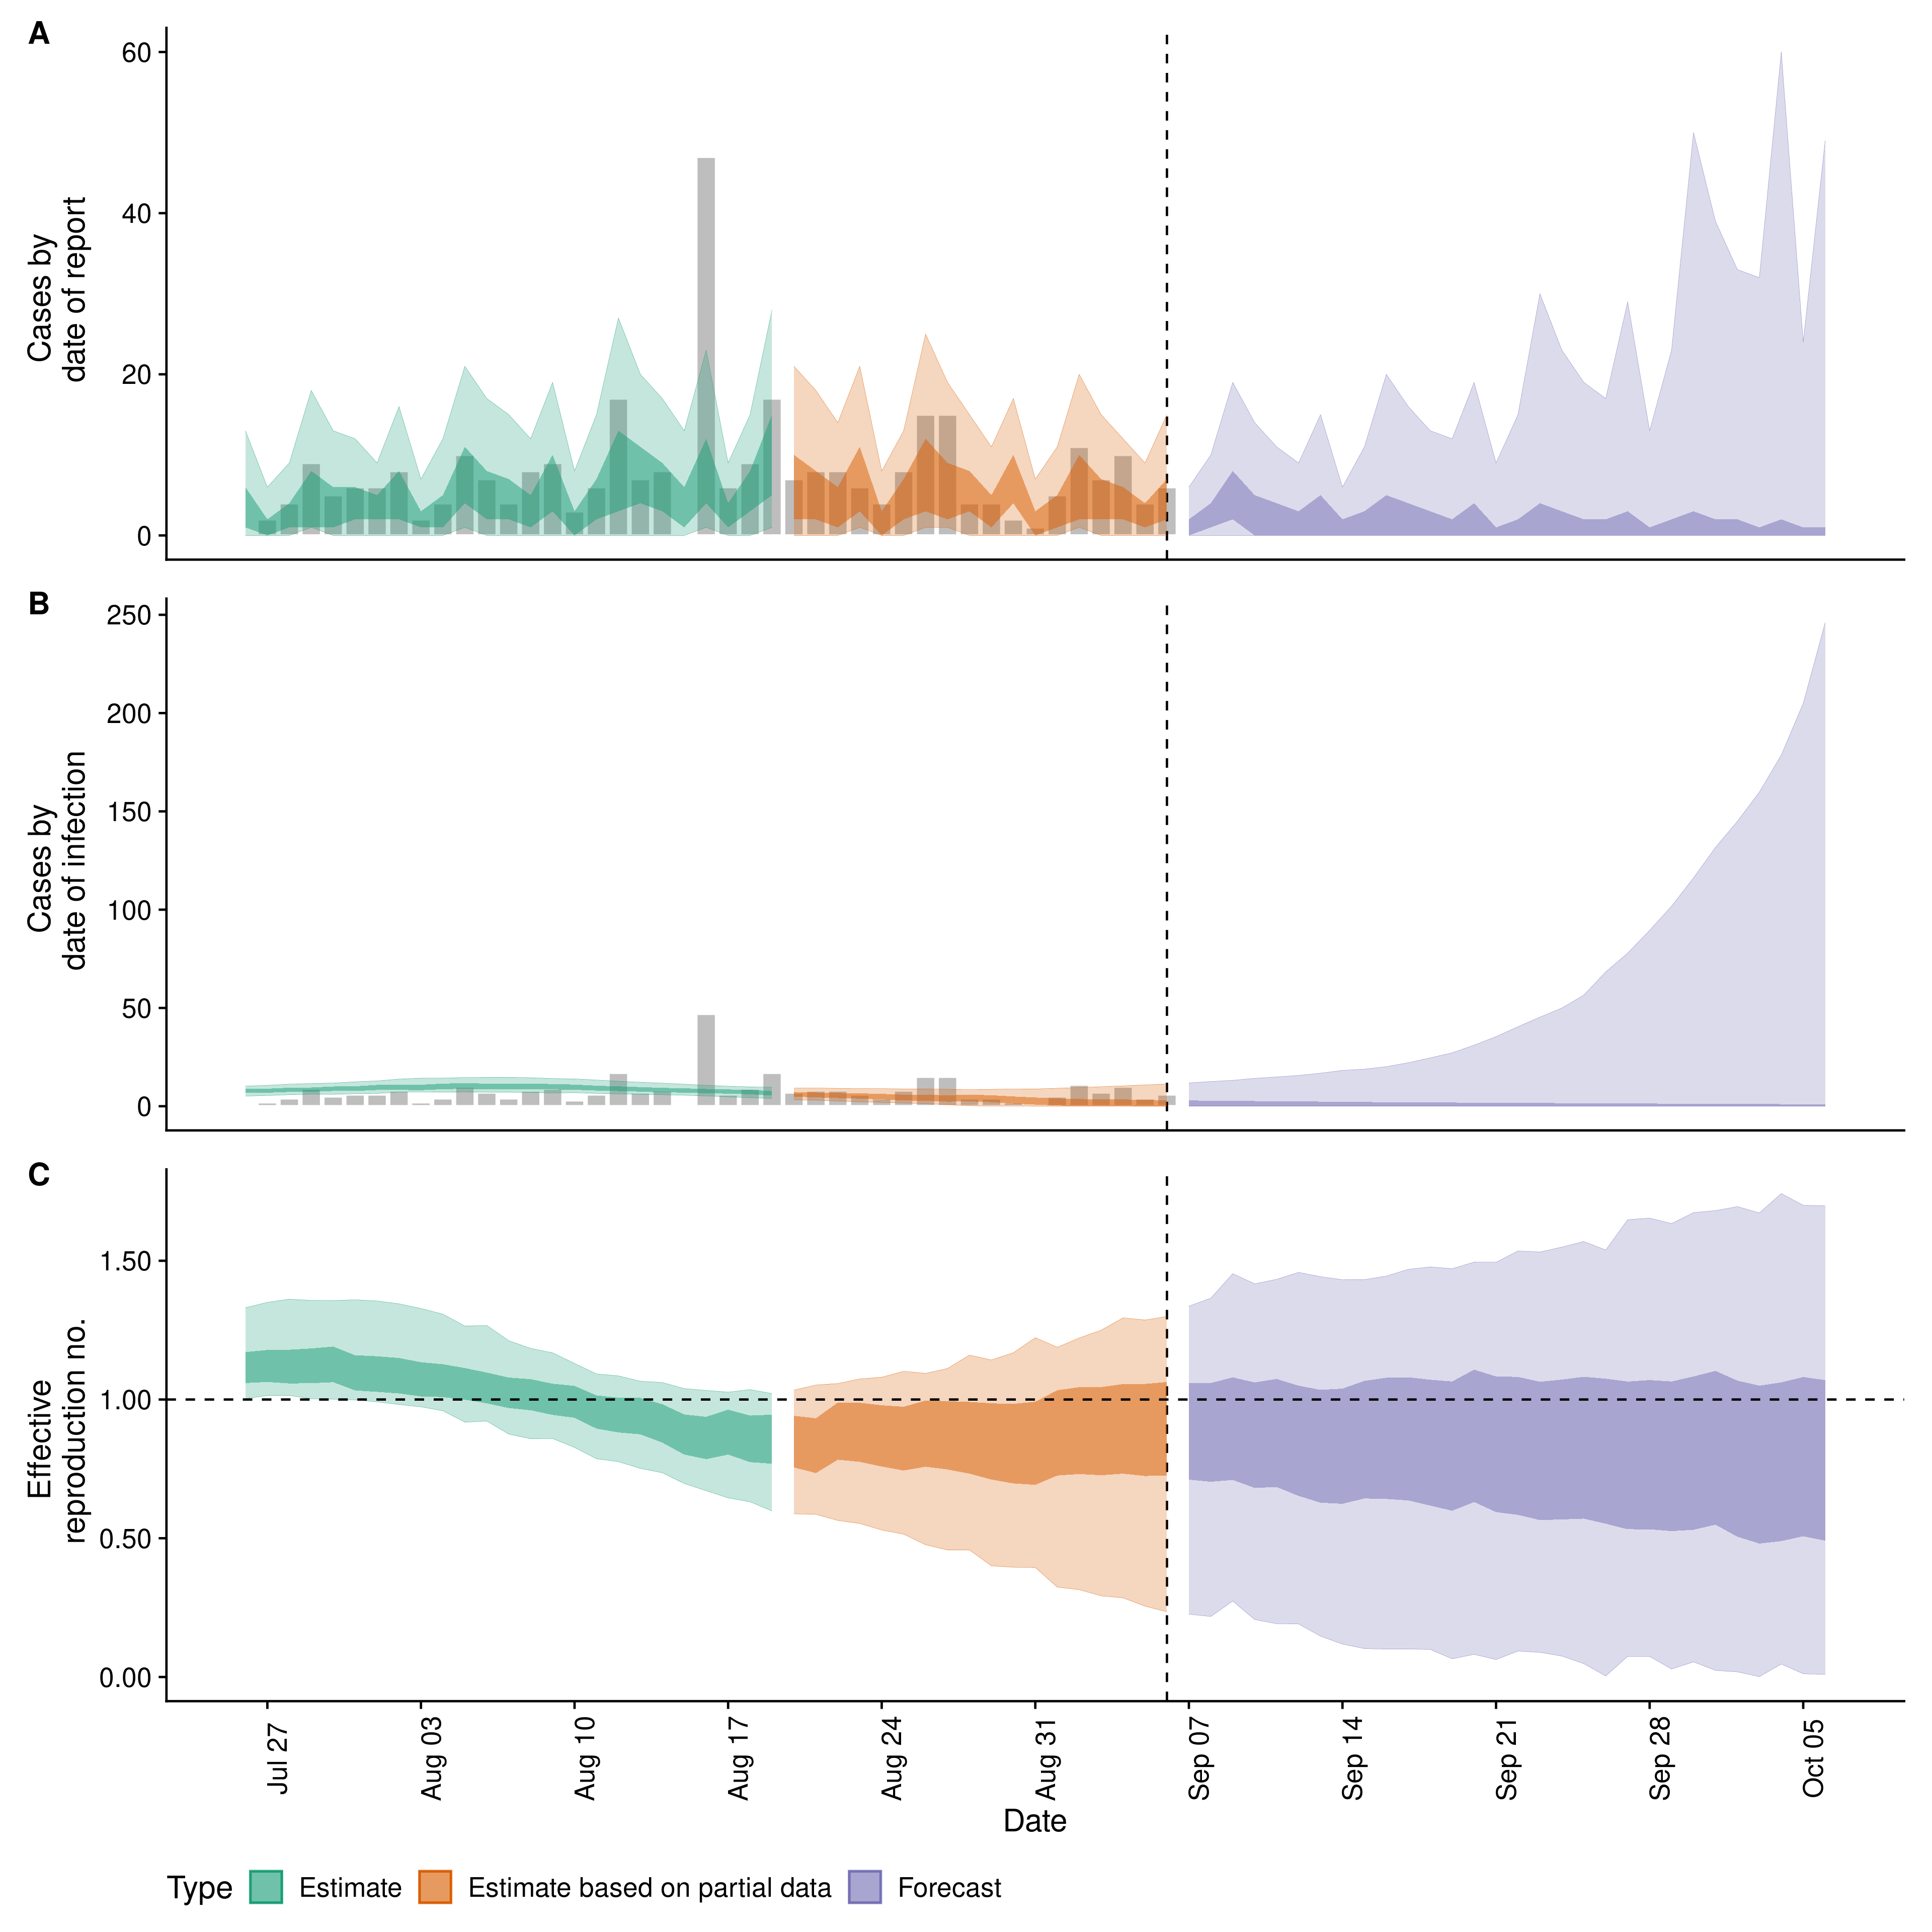 A
60
40
20
0
Cases by
date of report
B
250
200
150
100
50
0
Cases by
date of infection
C
1.50
1.00
0.50
0.00
Effective
reproduction no.
Jul 27
Aug 03
Aug 10
Aug 17
Aug 24
Aug 31
Sep 07
Sep 14
Sep 21
Sep 28
Oct 05
Date
Type Estimate Estimate based on partial data Forecast